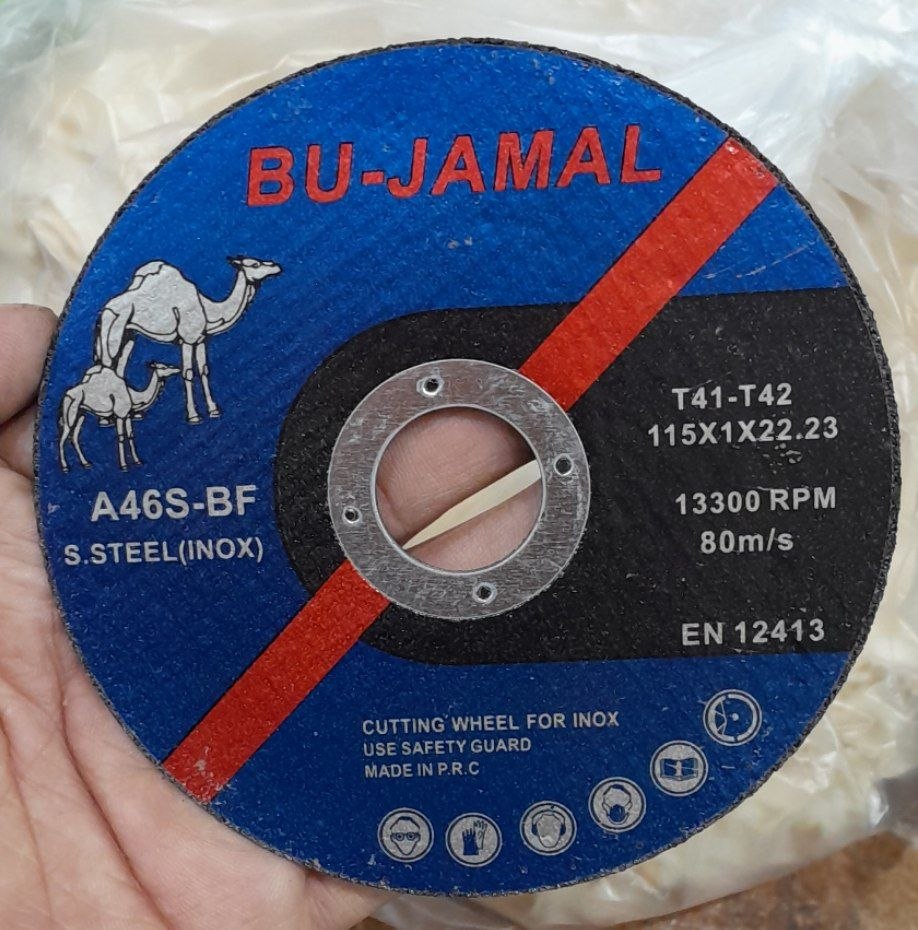 BU-JAMAL
A46S-BF
S.STEEL(INOX)
T41-T42
115X1X22.23
13300 RPM
80m/s
EN 12413
CUTTING WHEEL FOR INOX
USE SAFETY GUARD
MADE IN P.R.C